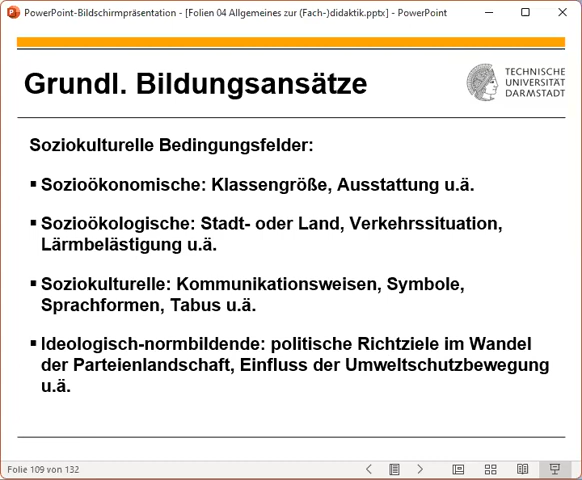 PowerPoint-Bildschirmpräsentation - [Folien 04 Allgemeines zur (Fach-)didaktik.pptx] - PowerPoint
Grundl. Bildungsansätze
TECHNISCHE
UNIVERSITÄT
DARMSTADT
Soziokulturelle Bedingungsfelder:
▪ Sozioökonomische: Klassengröße, Ausstattung u.ä.
▪ Sozioökologische: Stadt- oder Land, Verkehrssituation,
Lärmbelästigung u.ä.
▪ Soziokulturelle: Kommunikationsweisen, Symbole,
Sprachformen, Tabus u.ä.
▪ Ideologisch-normbildende: politische Richtziele im Wandel
der Parteienlandschaft, Einfluss der Umweltschutzbewegung
u.ä.
Folie 109 von 132